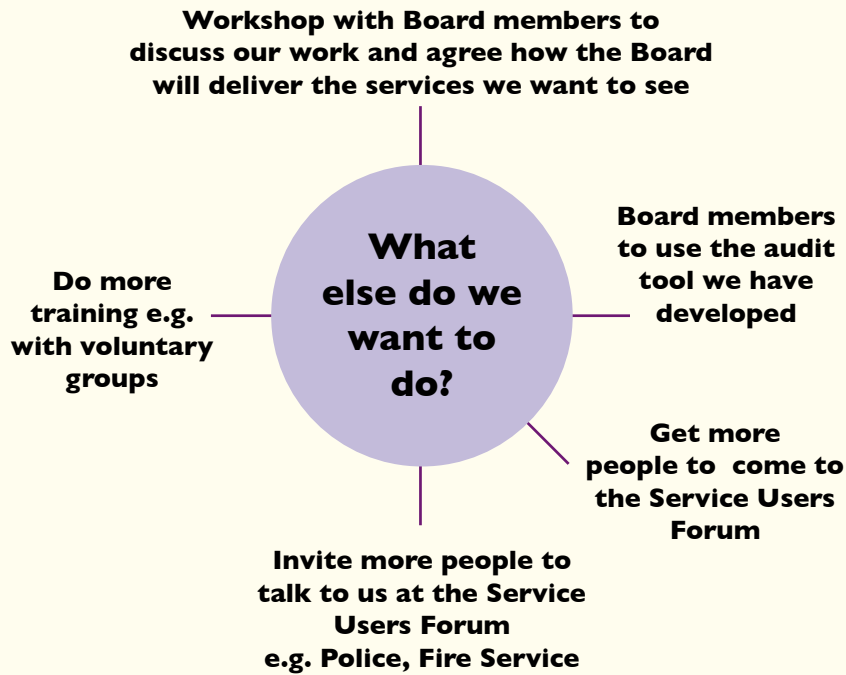 Workshop with Board members to
discuss our work and agree how the Board
will deliver the services we want to see
What
else do we
want to
do?
Board members
to use the audit
tool we have
developed
Get more
people to  come to
the Service Users
Forum
Invite more people to
talk to us at the Service
Users Forum
e.g. Police, Fire Service
Do more
training e.g.
with voluntary
groups